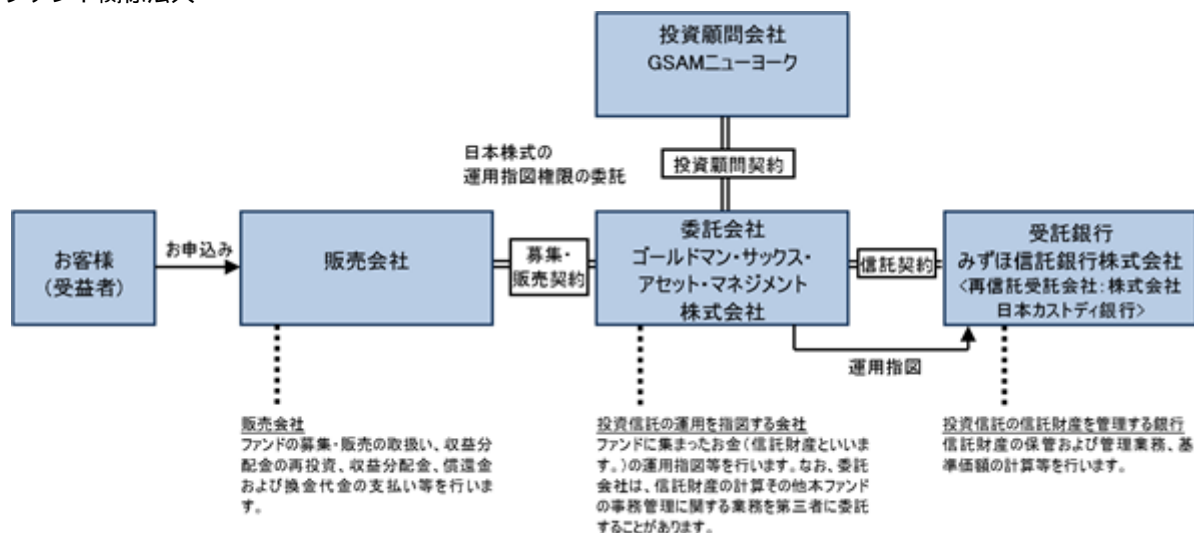 投資顧問会社
GSAMニューヨーク
日本株式の
運用指図権限の委託
投資顧問契約
お客様
(受益者)
お申込み
販売会社
募集・
販売契約
委託会社
ゴールドマン・サックス・
アセット・マネジメント
株式会社
信託契約
受託銀行
みずほ信託銀行株式会社
<再信託受託会社:株式会社
日本カストディ銀行>
運用指図
販売会社
ファンドの募集・販売の取扱い、収益分
配金の再投資、収益分配金、償還金
および換金代金の支払い等を行いま
す。
投資信託の運用を指図する会社
ファンドに集まったお金(信託財産といいま
す。)の運用指図等を行います。なお、委託
会社は、信託財産の計算その他本ファンド
の事務管理に関する業務を第三者に委託
することがあります。
投資信託の信託財産を管理する銀行
信託財産の保管および管理業務、基
準価額の計算等を行います。